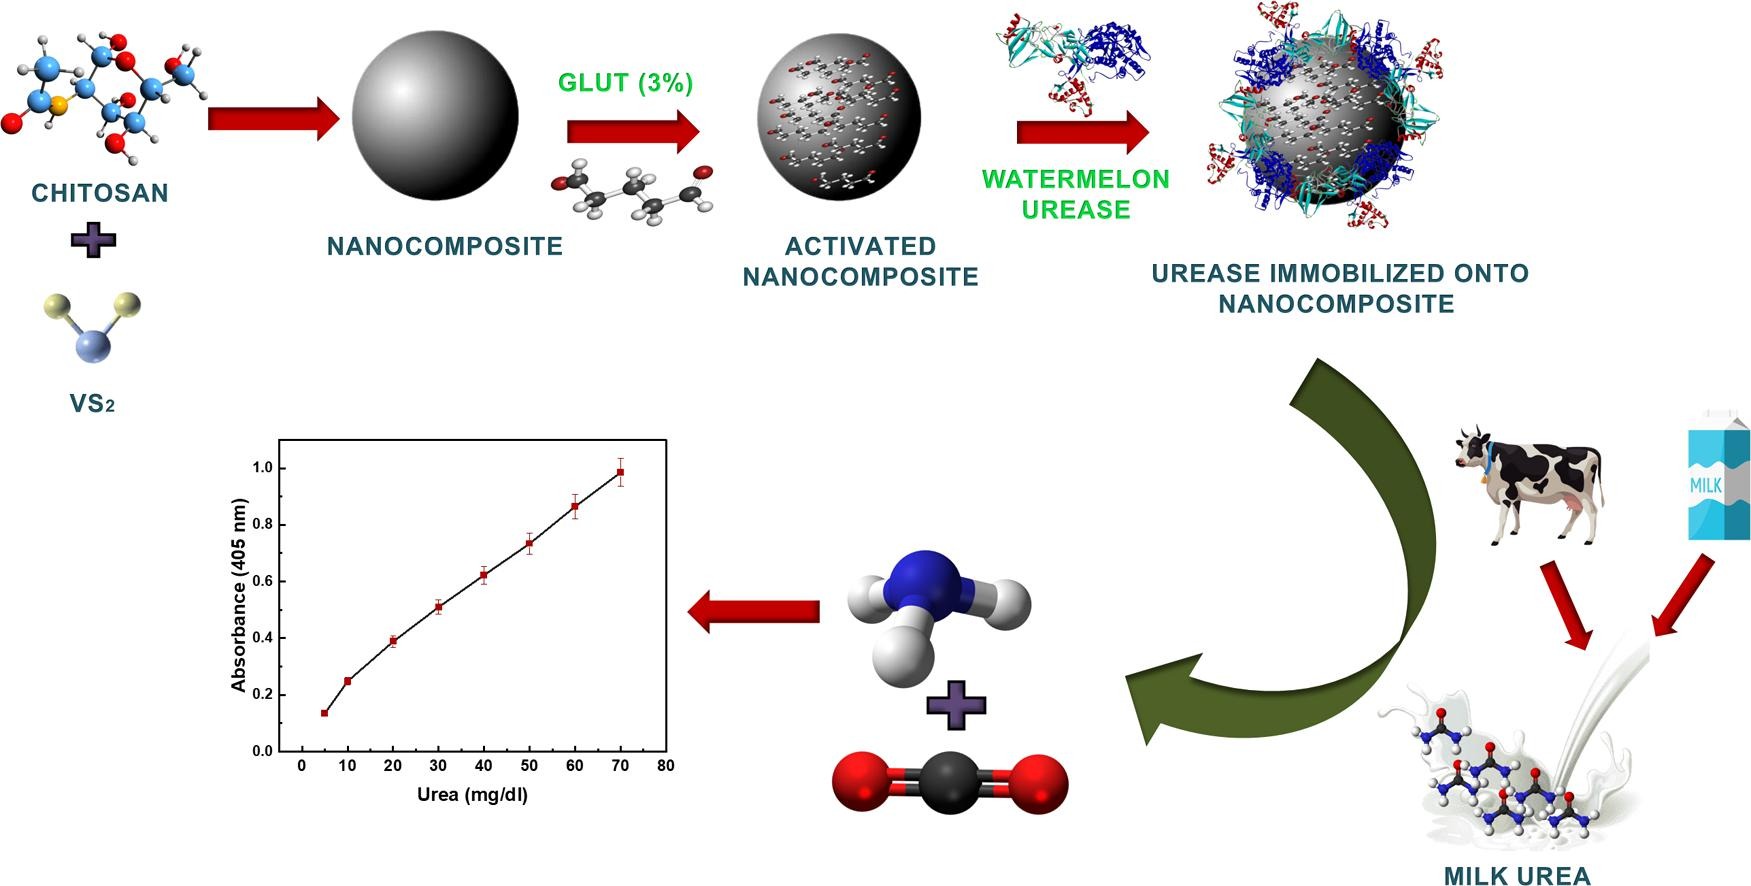 GLUT (3%)
CHITOSAN
WATERMELON
UREASE
NANOCOMPOSITE
ACTIVATED
NANOCOMPOSITE
UREASE IMMOBILIZED ONTO
NANOCOMPOSITE
VS₂
MILK
1.0
0.8
0.6
0.4
0.2
0.0
Absorbance (405 nm)
0 10 20 30 40 50 60 70 80
Urea (mg/dl)
MILK UREA